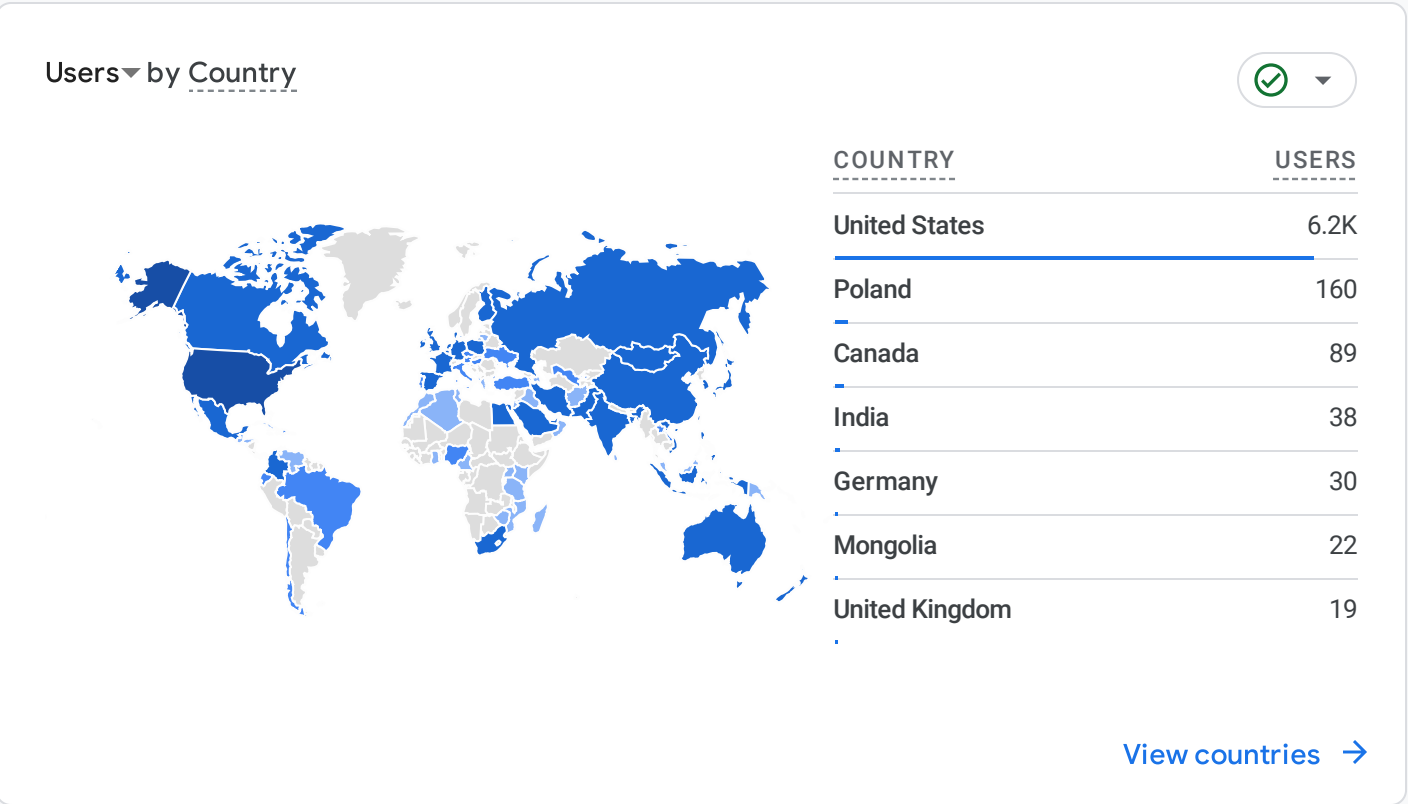 Users by Country
COUNTRY USERS
United States 6.2K
Poland 160
Canada 89
India 38
Germany 30
Mongolia 22
United Kingdom 19
View countries